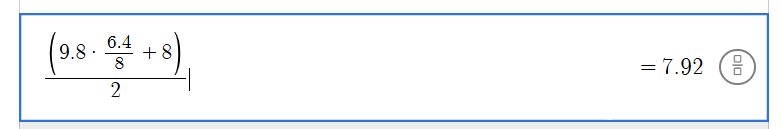 (9.8 · 6.4/8 + 8)/2 = 7.92